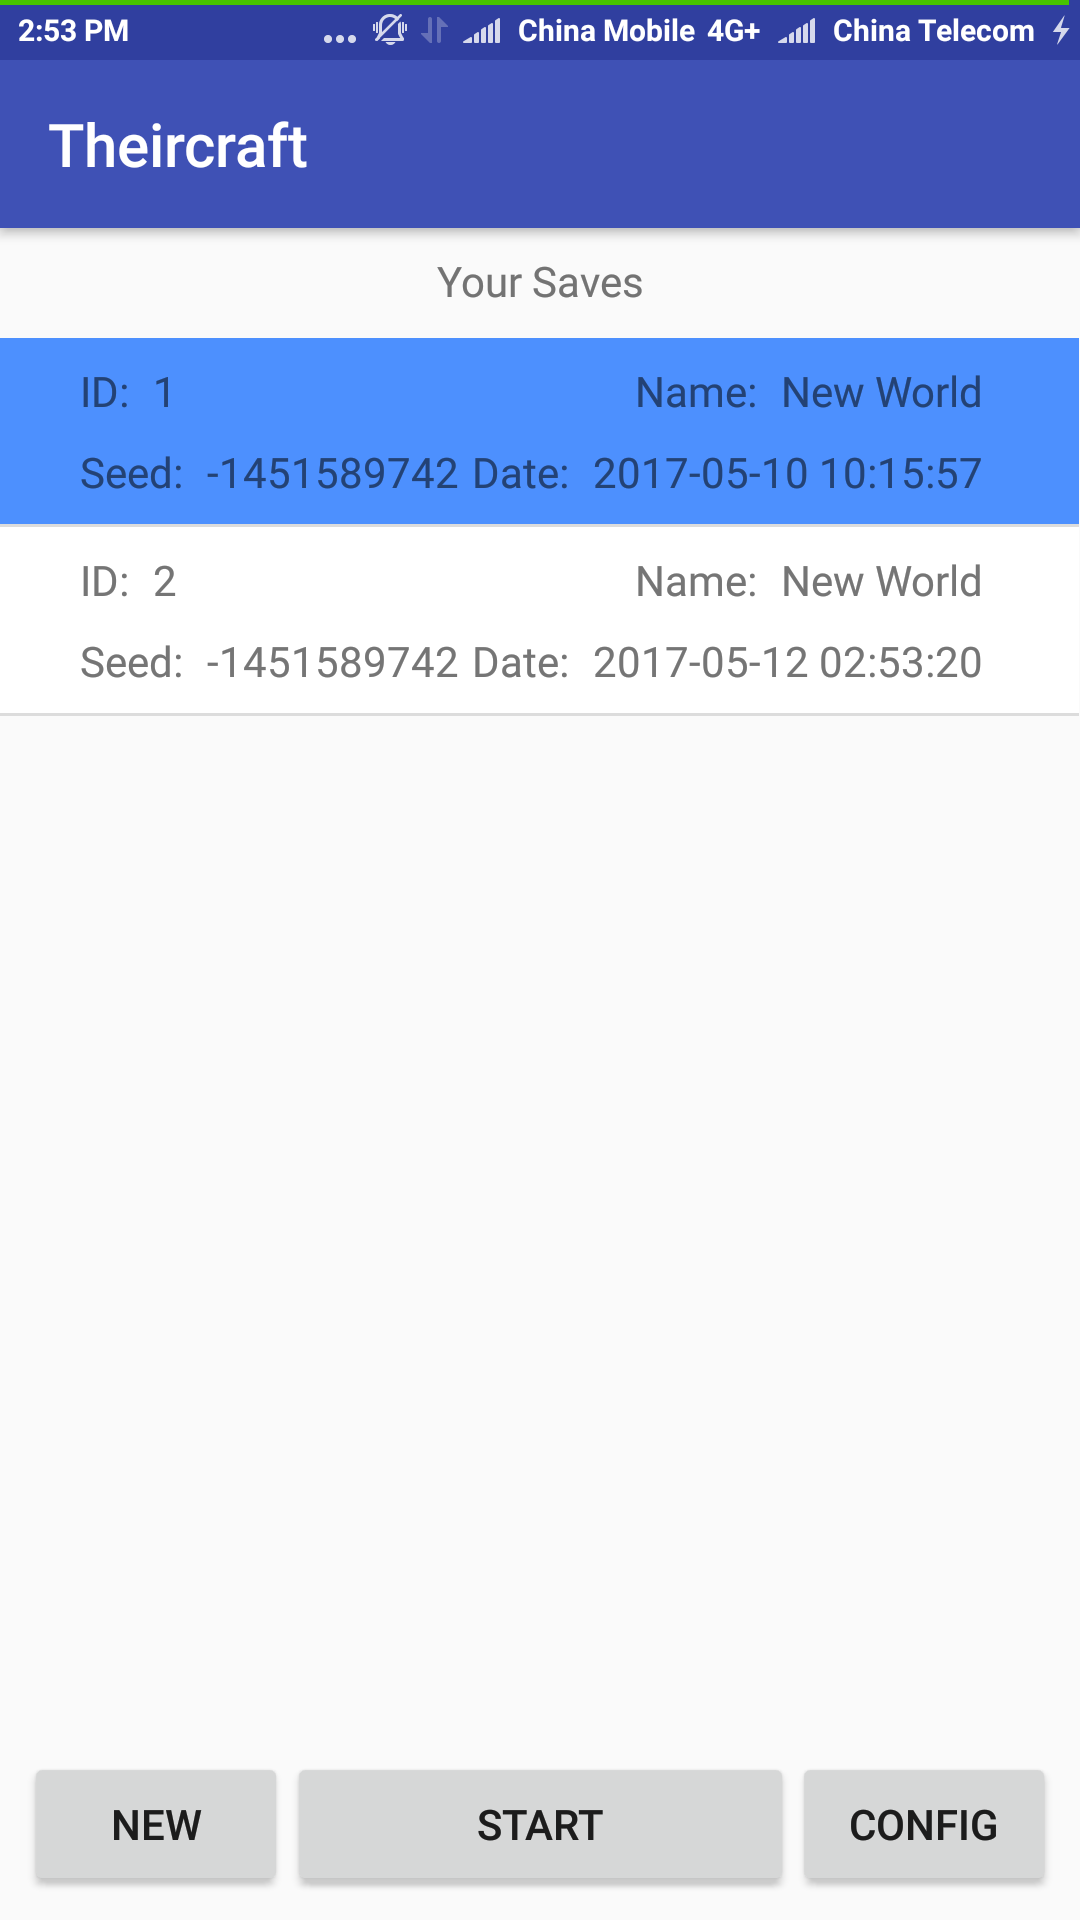 2:53 PM ... China Mobile 4G+ China Telecom
Theircraft
Your Saves
ID: 1 Name: New World
Seed: -1451589742 Date: 2017-05-10 10:15:57
ID: 2 Name: New World
Seed: -1451589742 Date: 2017-05-12 02:53:20
NEW START CONFIG